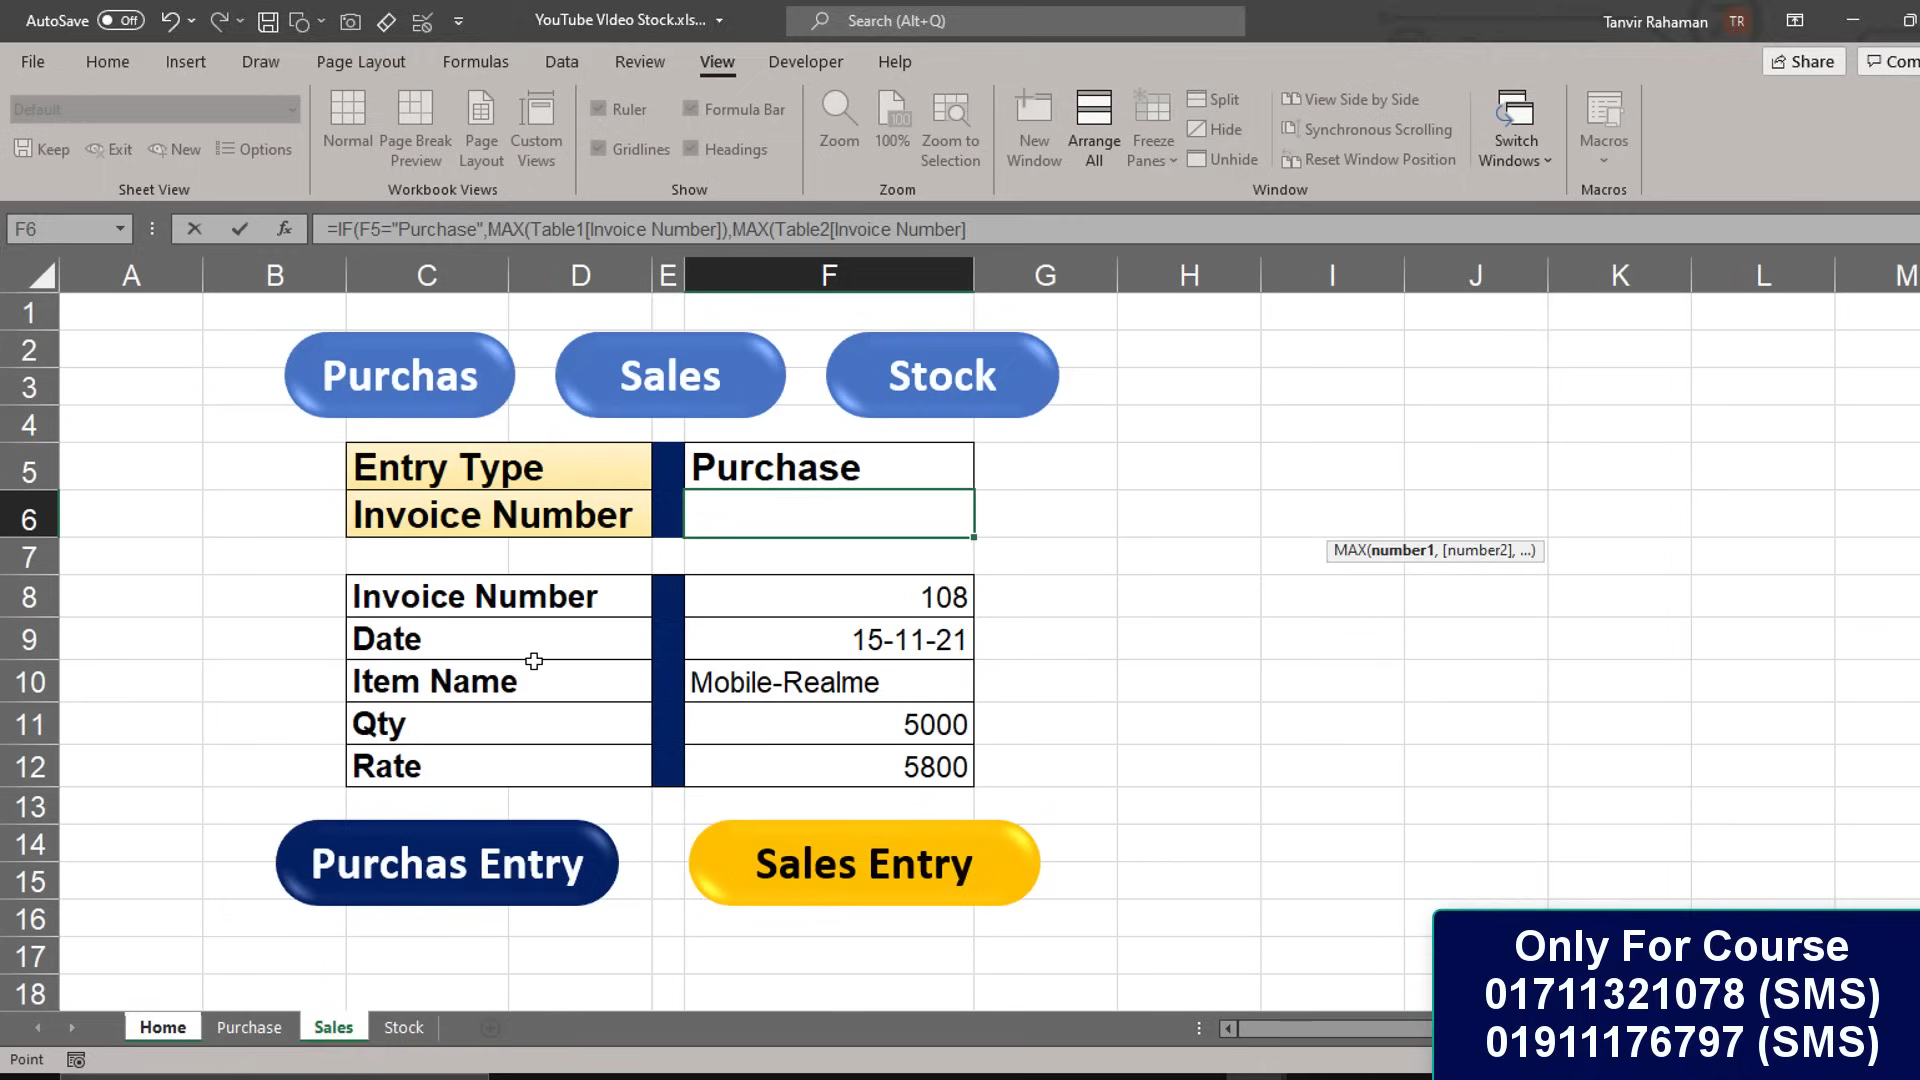 AutoSave Off YouTube VIdeo Stock.xls... Search (Alt+Q) Tanvir Rahaman TR
File Home Insert Draw Page Layout Formulas Data Review View Developer Help Share Com
Default
Keep Exit New Options
Sheet View
Normal Page Break Preview Page Layout Custom Views
Workbook Views
Ruler Formula Bar
Gridlines Headings
Show
Zoom 100% Zoom to Selection
Zoom
New Window Arrange All Freeze Panes
Split
Hide
Unhide
View Side by Side
Synchronous Scrolling
Reset Window Position
Switch Windows
Window
Macros
Macros
F6 fx =IF(F5="Purchase",MAX(Table1[Invoice Number]),MAX(Table2[Invoice Number]
A B C D E F G H I J K L M
1
2
3
Purchas Sales Stock
4
5 Entry Type Purchase
6 Invoice Number
7 MAX(number1, [number2], ...)
8 Invoice Number 108
9 Date 15-11-21
10 Item Name Mobile-Realme
11 Qty 5000
12 Rate 5800
13
14
15
Purchas Entry Sales Entry
16
17
18
Only For Course
01711321078 (SMS)
01911176797 (SMS)
Home Purchase Sales Stock
Point